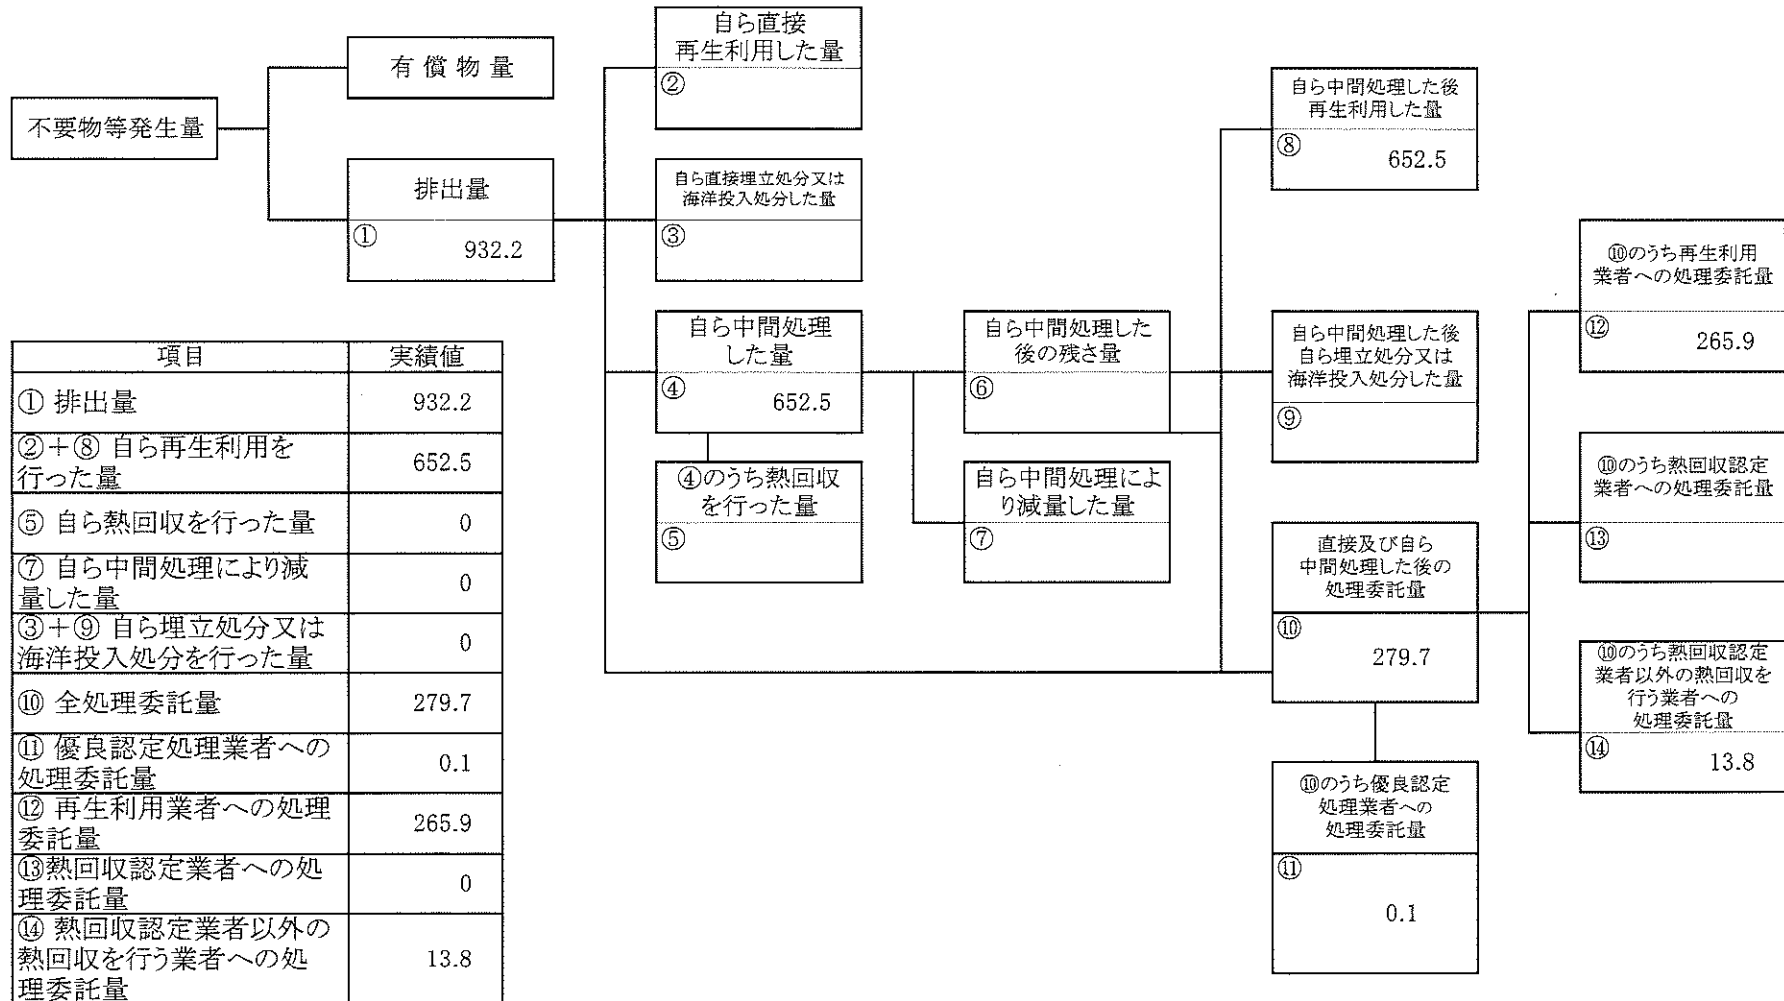 不要物等発生量
有償物量
排出量
① 932.2
自ら直接
再生利用した量
②
自ら直接埋立処分又は
海洋投入処分した量
③
自ら中間処理
した量
④ 652.5
④のうち熱回収
を行った量
⑤
自ら中間処理した
後の残さ量
⑥
自ら中間処理によ
り減量した量
⑦
自ら中間処理した後
再生利用した量
⑧ 652.5
自ら中間処理した後
自ら埋立処分又は
海洋投入処分した量
⑨
直接及び自ら
中間処理した後の
処理委託量
⑩ 279.7
⑩のうち優良認定
処理業者への
処理委託量
⑪ 0.1
⑩のうち再生利用
業者への処理委託量
⑫ 265.9
⑩のうち熱回収認定
業者への処理委託量
⑬
⑩のうち熱回収認定
業者以外の熱回収を
行う業者への
処理委託量
⑭ 13.8
項目 実績値
① 排出量 932.2
②+⑧ 自ら再生利用を
行った量 652.5
⑤ 自ら熱回収を行った量 0
⑦ 自ら中間処理により減
量した量 0
③+⑨ 自ら埋立処分又は
海洋投入処分を行った量 0
⑩ 全処理委託量 279.7
⑪ 優良認定処理業者への
処理委託量 0.1
⑫ 再生利用業者への処理
委託量 265.9
⑬熱回収認定業者への処
理委託量 0
⑭ 熱回収認定業者以外の
熱回収を行う業者への処
理委託量 13.8